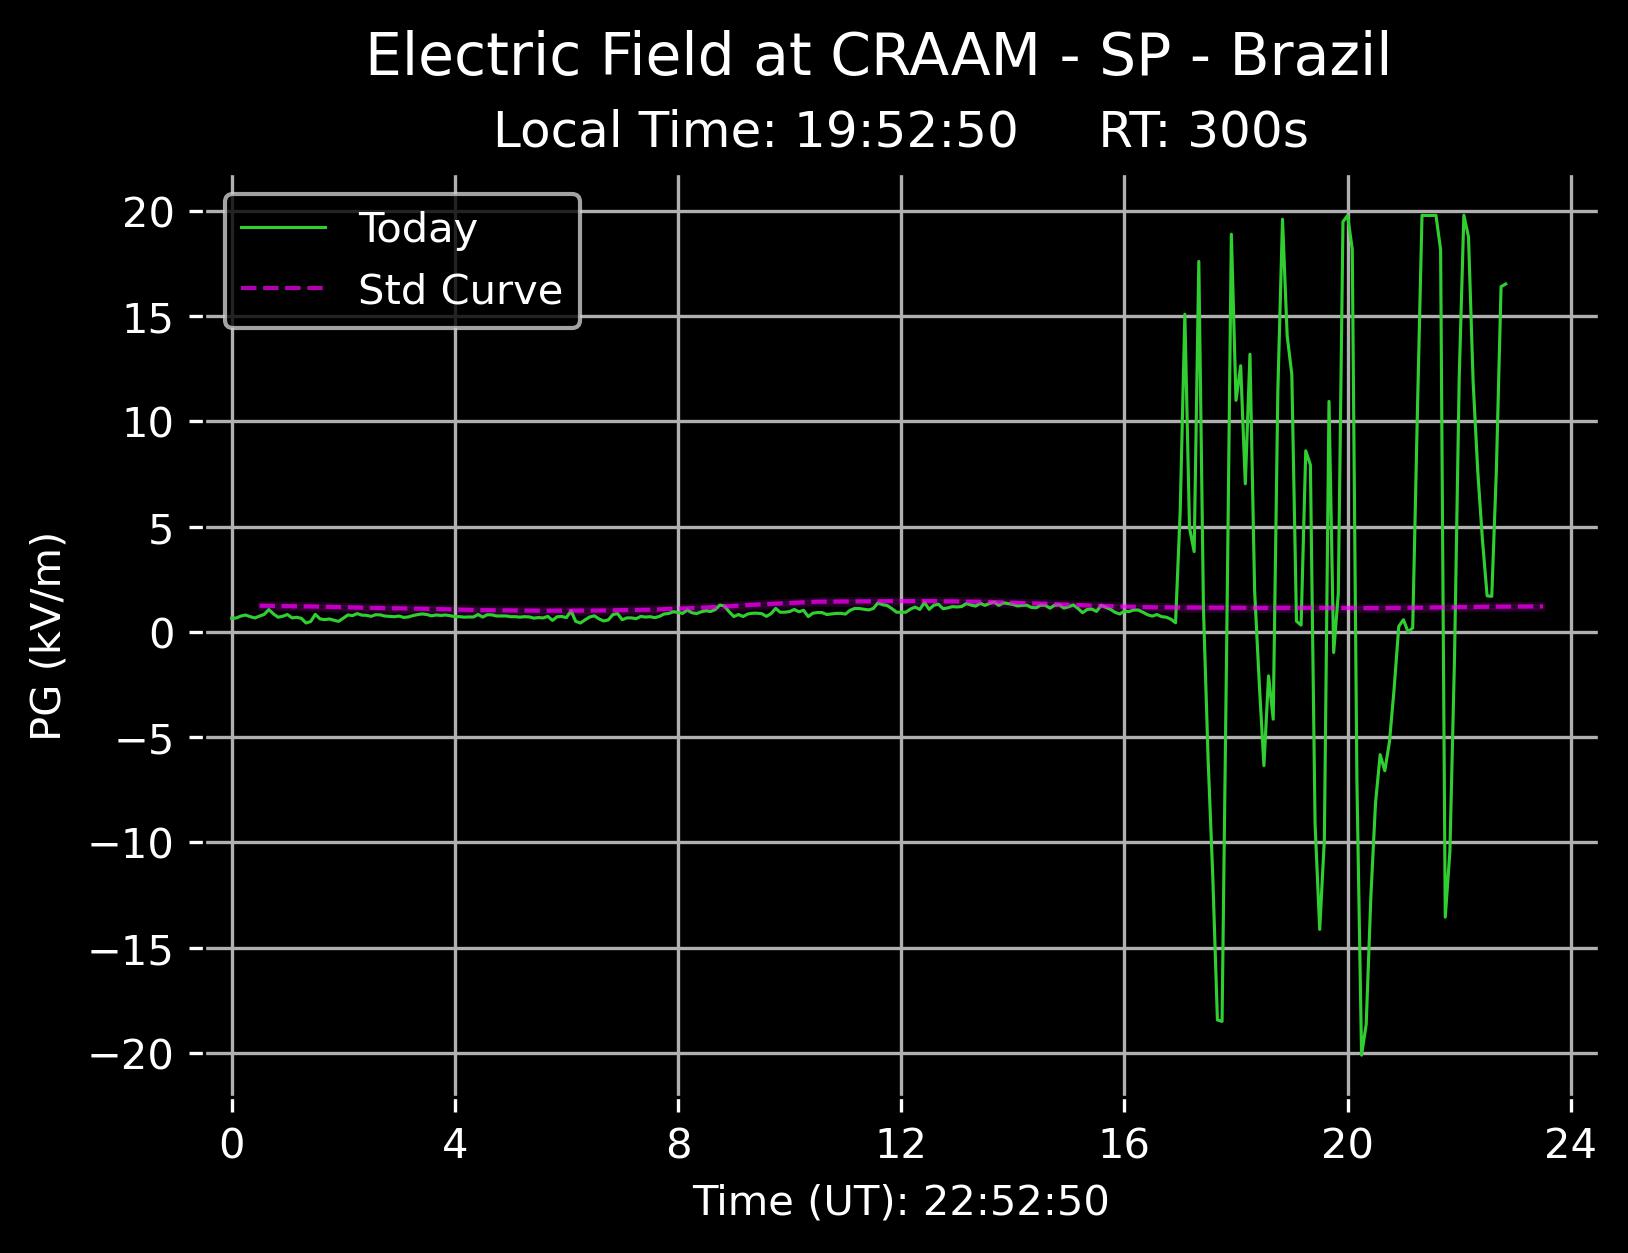 Electric Field at CRAAM - SP - Brazil
Local Time: 19:52:50 RT: 300s
Today
Std Curve
20
15
10
5
0
−5
−10
−15
−20
PG (kV/m)
0 4 8 12 16 20 24
Time (UT): 22:52:50